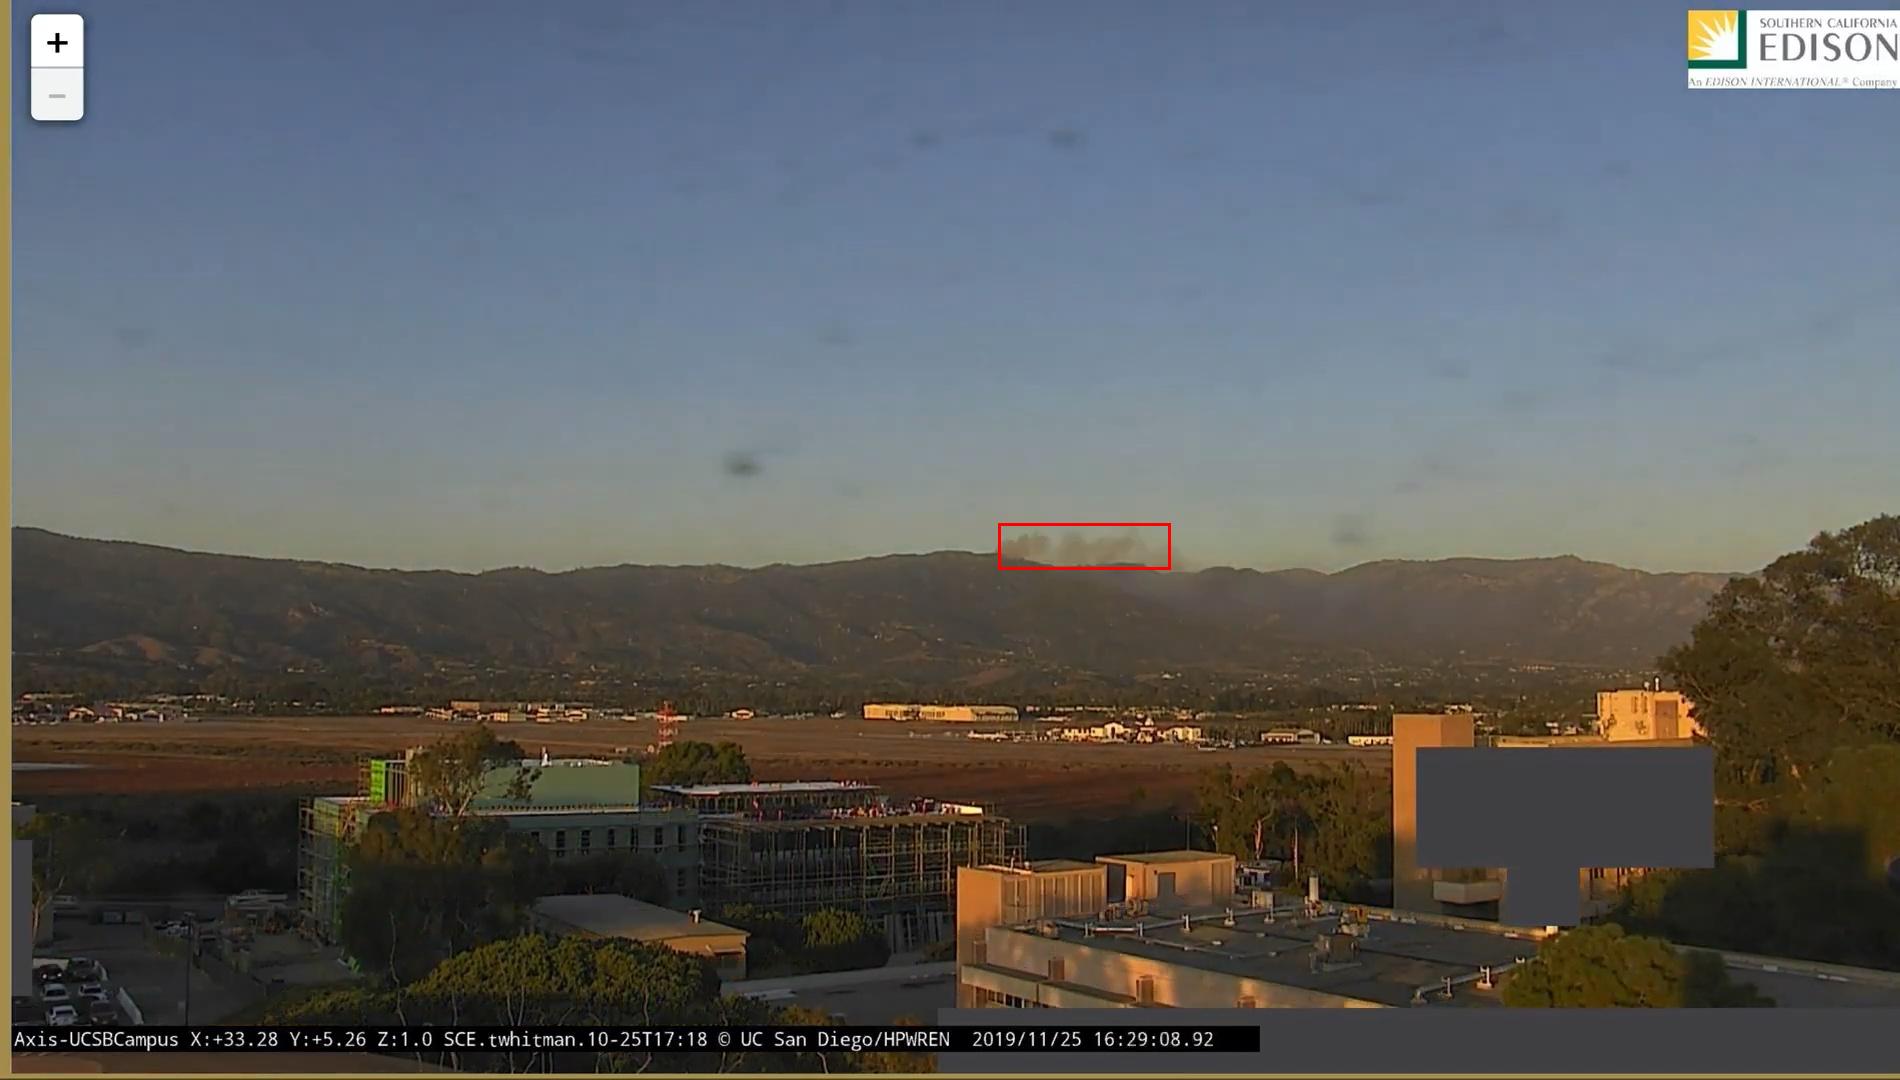 +
−
SOUTHERN CALIFORNIA
EDISON
An EDISON INTERNATIONAL® Company
Axis-UCSBCampus X:+33.28 Y:+5.26 Z:1.0 SCE.twhitman.10-25T17:18 © UC San Diego/HPWREN 2019/11/25 16:29:08.92